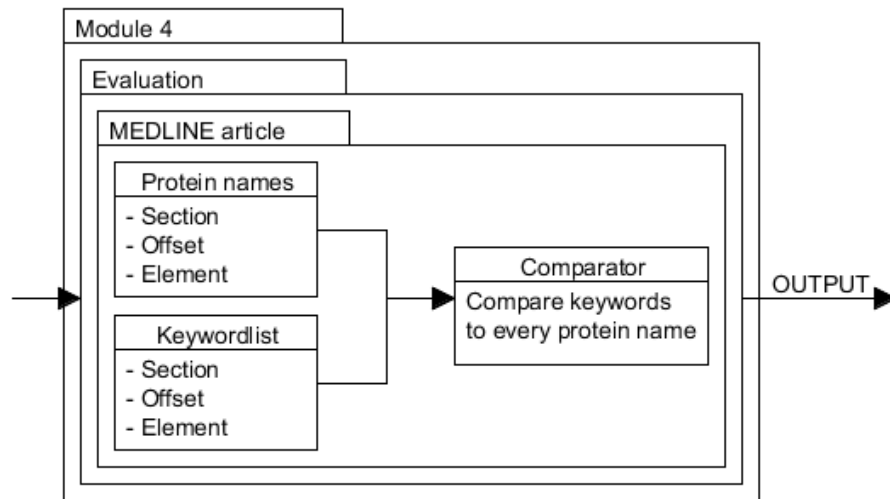 Module 4
Evaluation
MEDLINE article
Protein names
- Section
- Offset
- Element
Keywordlist
- Section
- Offset
- Element
Comparator
Compare keywords
to every protein name
OUTPUT